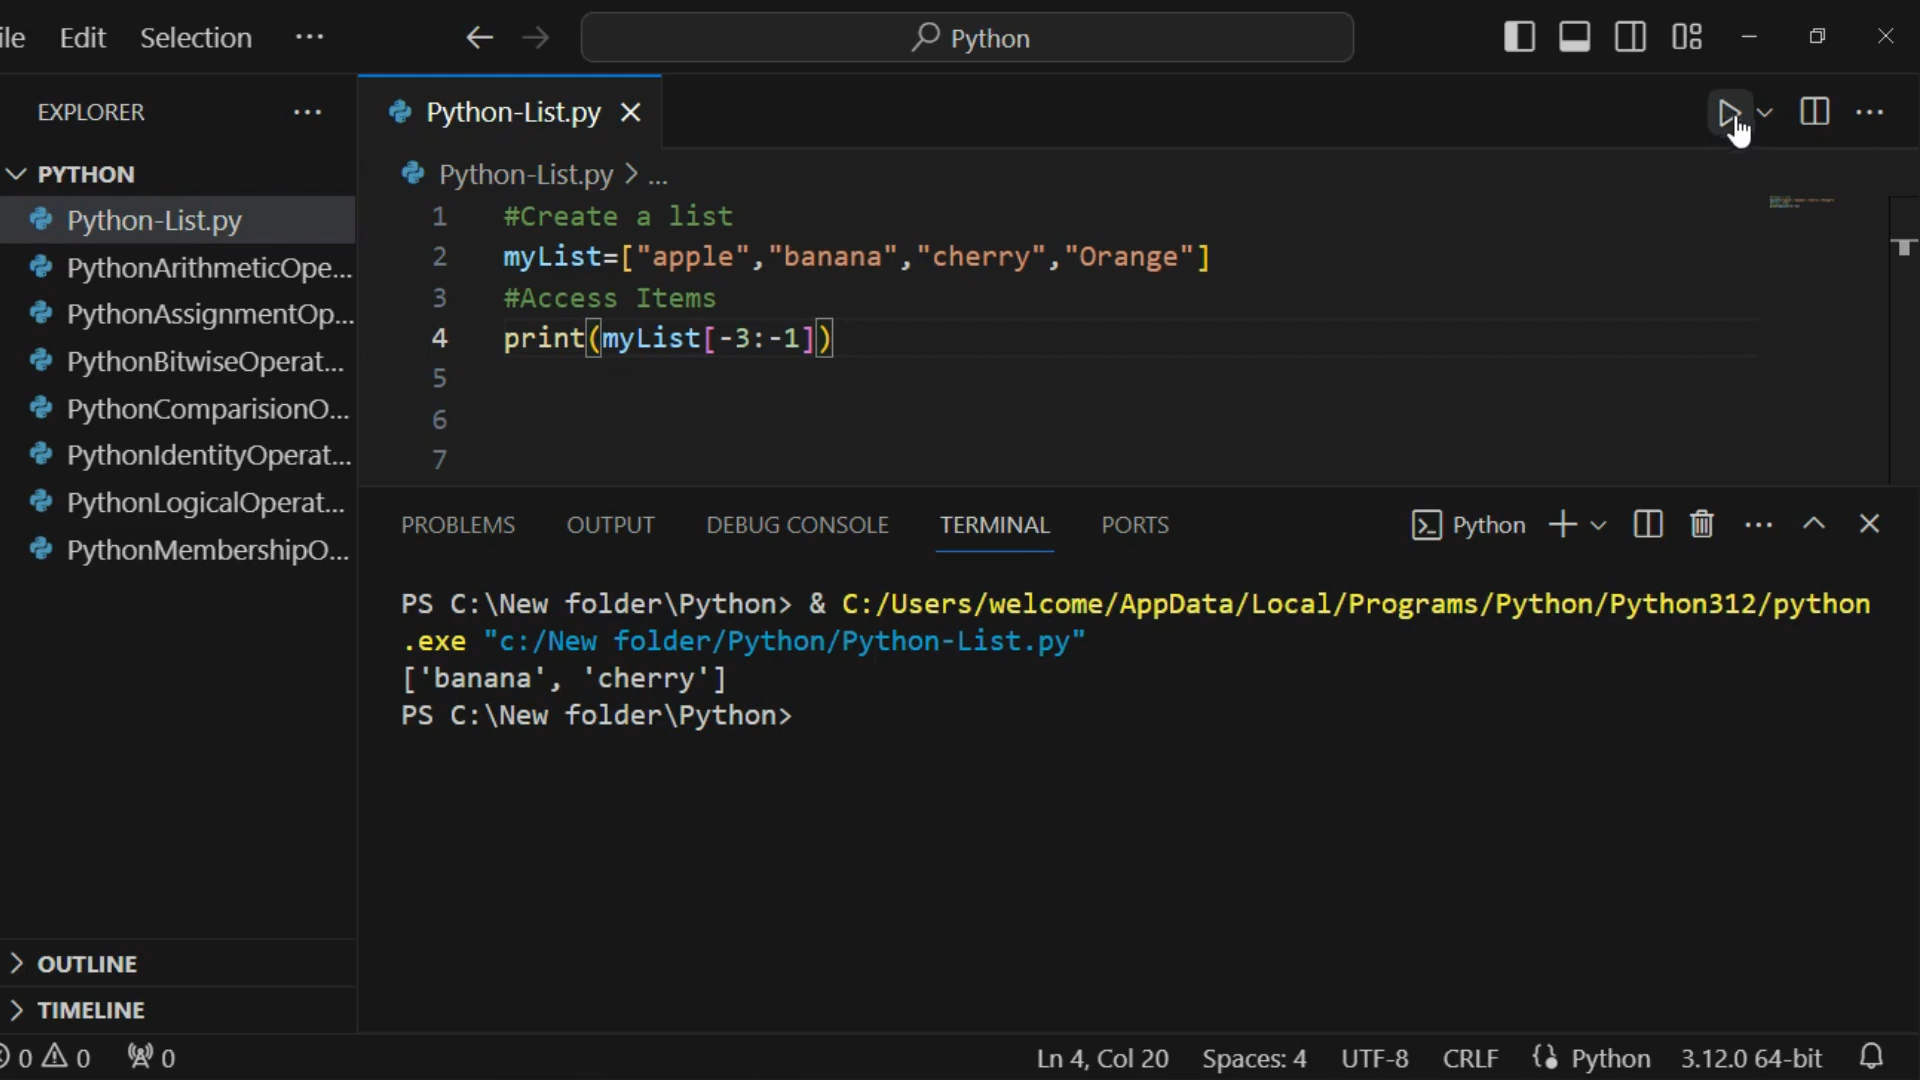 ile Edit Selection ··· Python
EXPLORER ···
PYTHON
Python-List.py
PythonArithmeticOpe...
PythonAssignmentOp...
PythonBitwiseOperat...
PythonComparisionO...
PythonIdentityOperat...
PythonLogicalOperat...
PythonMembershipO...
OUTLINE
TIMELINE
Python-List.py
Python-List.py > ...
1 #Create a list
2 myList=["apple","banana","cherry","Orange"]
3 #Access Items
4 print(myList[-3:-1])
5
6
7
PROBLEMS OUTPUT DEBUG CONSOLE TERMINAL PORTS Python
PS C:\New folder\Python> & C:/Users/welcome/AppData/Local/Programs/Python/Python312/python
.exe "c:/New folder/Python/Python-List.py"
['banana', 'cherry']
PS C:\New folder\Python>
0 0 0 Ln 4, Col 20 Spaces: 4 UTF-8 CRLF Python 3.12.0 64-bit